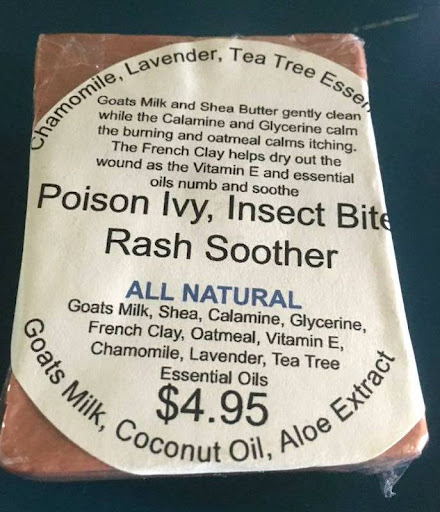 Chamomile, Lavender, Tea Tree Essen
Goats Milk and Shea Butter gently clean
while the Calamine and Glycerine calm
the burning and oatmeal calms itching.
The French Clay helps dry out the
wound as the Vitamin E and essential
oils numb and soothe
Poison Ivy, Insect Bite
Rash Soother
ALL NATURAL
Goats Milk, Shea, Calamine, Glycerine,
French Clay, Oatmeal, Vitamin E,
Chamomile, Lavender, Tea Tree
Essential Oils
$4.95
Goats Milk, Coconut Oil, Aloe Extract